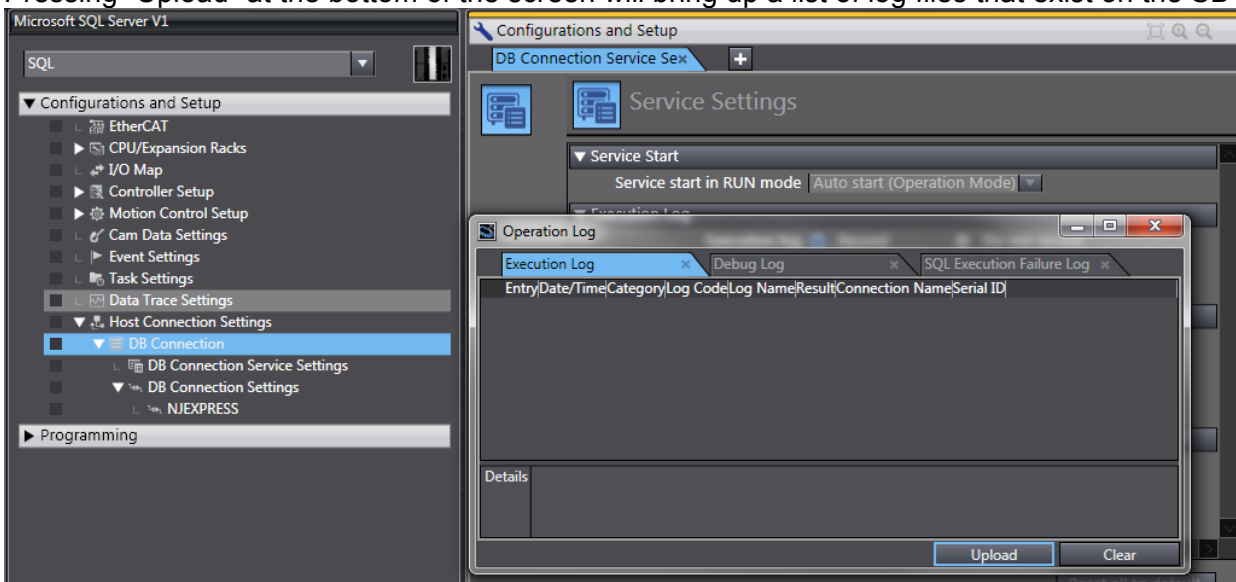 Pressing "Upload" at the bottom of the screen will bring up a list of log files that exist on the SD
Microsoft SQL Server V1
SQL
Configurations and Setup
EtherCAT
CPU/Expansion Racks
I/O Map
Controller Setup
Motion Control Setup
Cam Data Settings
Event Settings
Task Settings
Data Trace Settings
Host Connection Settings
DB Connection
DB Connection Service Settings
DB Connection Settings
NJEXPRESS
Programming
Configurations and Setup
DB Connection Service Se
Service Settings
Service Start
Service start in RUN mode Auto start (Operation Mode)
Execution Log
Operation Log
Execution Log Debug Log SQL Execution Failure Log
Entry|Date/Time|Category|Log Code|Log Name|Result|Connection Name|Serial ID|
Details
Upload Clear